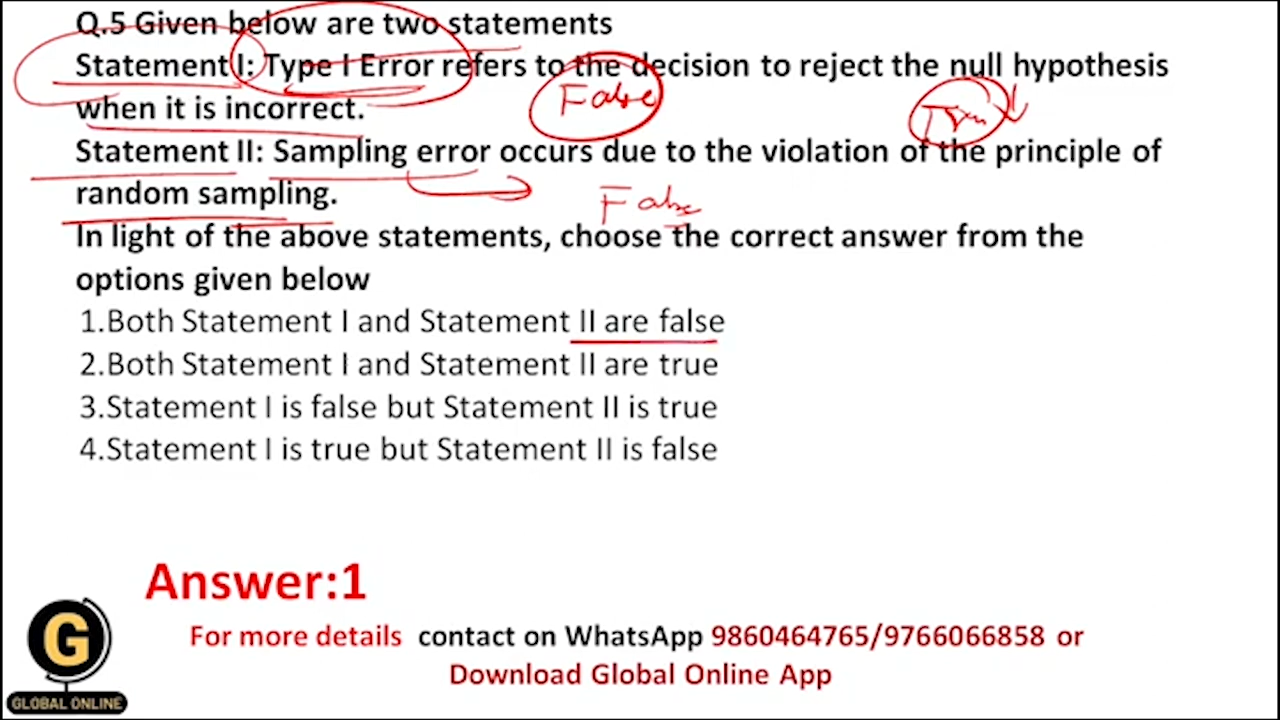 Q.5 Given below are two statements
Statement I: Type I Error refers to the decision to reject the null hypothesis
when it is incorrect.
False
True
Statement II: Sampling error occurs due to the violation of the principle of
random sampling.
False
In light of the above statements, choose the correct answer from the
options given below
1.Both Statement I and Statement II are false
2.Both Statement I and Statement II are true
3.Statement I is false but Statement II is true
4.Statement I is true but Statement II is false
Answer:1
For more details contact on WhatsApp 9860464765/9766066858 or
Download Global Online App
G
GLOBAL ONLINE